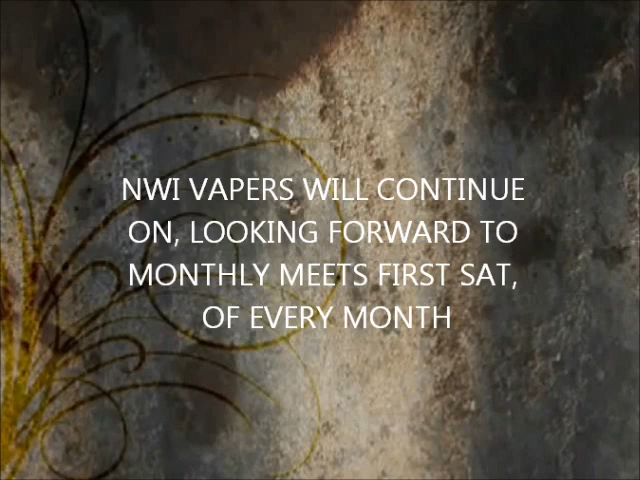 NWI VAPERS WILL CONTINUE
ON, LOOKING FORWARD TO
MONTHLY MEETS FIRST SAT,
OF EVERY MONTH